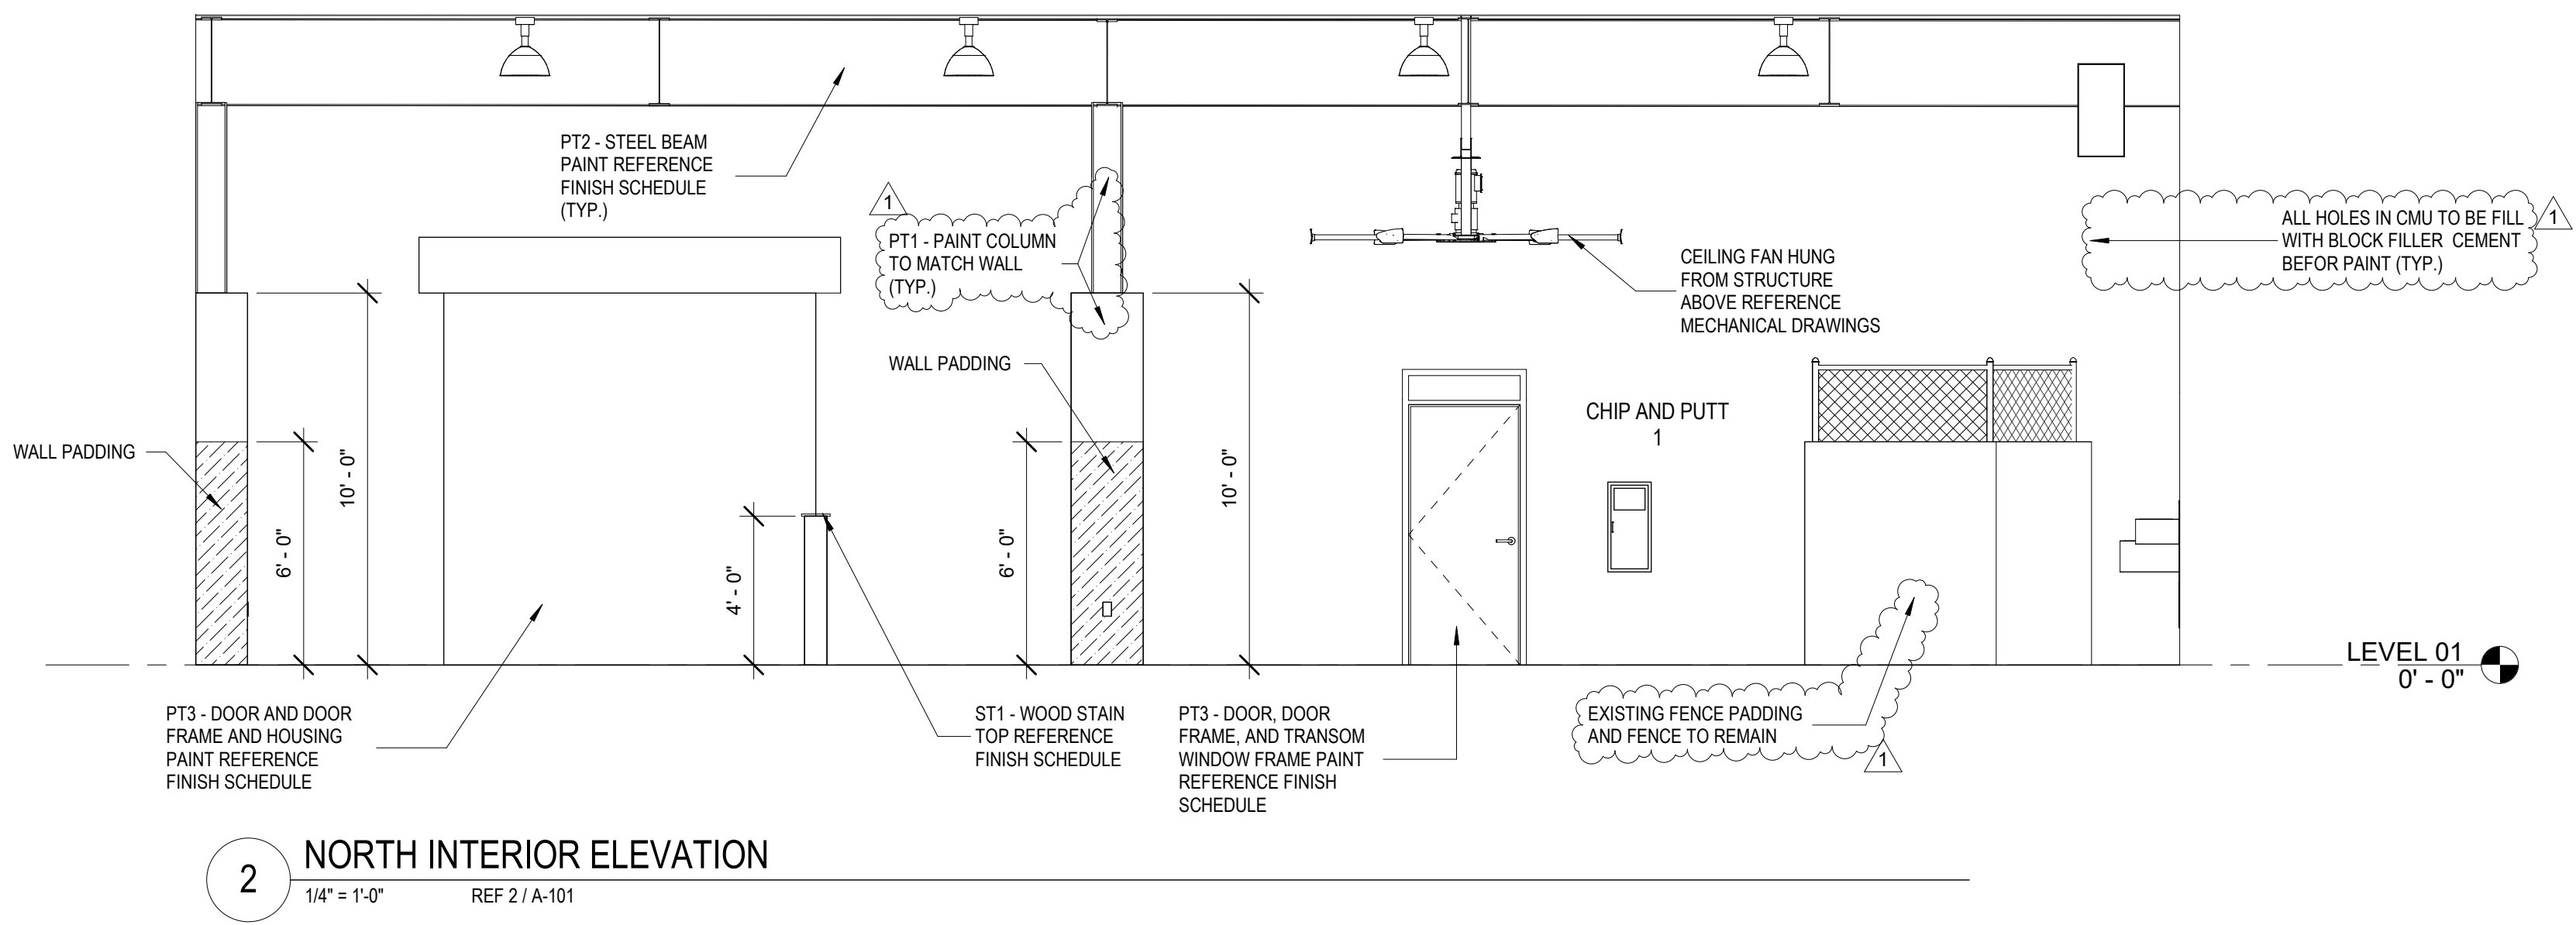 PT2 - STEEL BEAM
PAINT REFERENCE
FINISH SCHEDULE
(TYP.)
1
PT1 - PAINT COLUMN
TO MATCH WALL
(TYP.)
ALL HOLES IN CMU TO BE FILL
WITH BLOCK FILLER CEMENT
BEFOR PAINT (TYP.)
1
CEILING FAN HUNG
FROM STRUCTURE
ABOVE REFERENCE
MECHANICAL DRAWINGS
WALL PADDING
CHIP AND PUTT
1
WALL PADDING
6' - 0"
10' - 0"
4' - 0"
6' - 0"
10' - 0"
LEVEL 01
0' - 0"
PT3 - DOOR AND DOOR
FRAME AND HOUSING
PAINT REFERENCE
FINISH SCHEDULE
ST1 - WOOD STAIN
TOP REFERENCE
FINISH SCHEDULE
PT3 - DOOR, DOOR
FRAME, AND TRANSOM
WINDOW FRAME PAINT
REFERENCE FINISH
SCHEDULE
EXISTING FENCE PADDING
AND FENCE TO REMAIN
1
2
NORTH INTERIOR ELEVATION
1/4" = 1'-0"
REF 2 / A-101